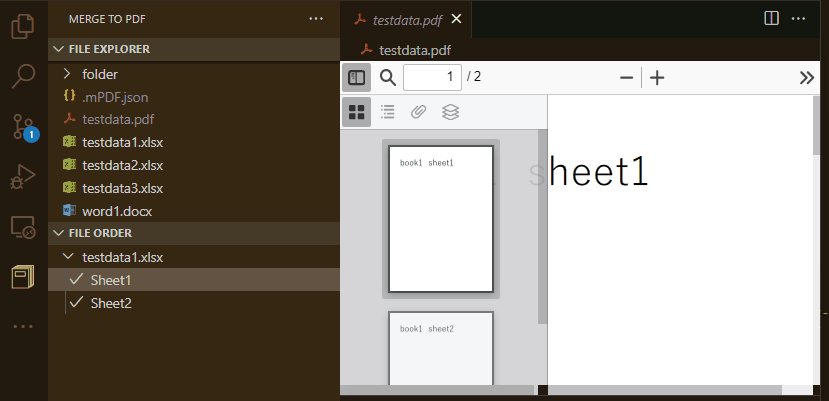 MERGE TO PDF
FILE EXPLORER
folder
.mPDF.json
testdata.pdf
testdata1.xlsx
testdata2.xlsx
testdata3.xlsx
word1.docx
FILE ORDER
testdata1.xlsx
Sheet1
Sheet2
1
testdata.pdf
testdata.pdf
1 / 2
book1 sheet1
book1 sheet2
sheet1